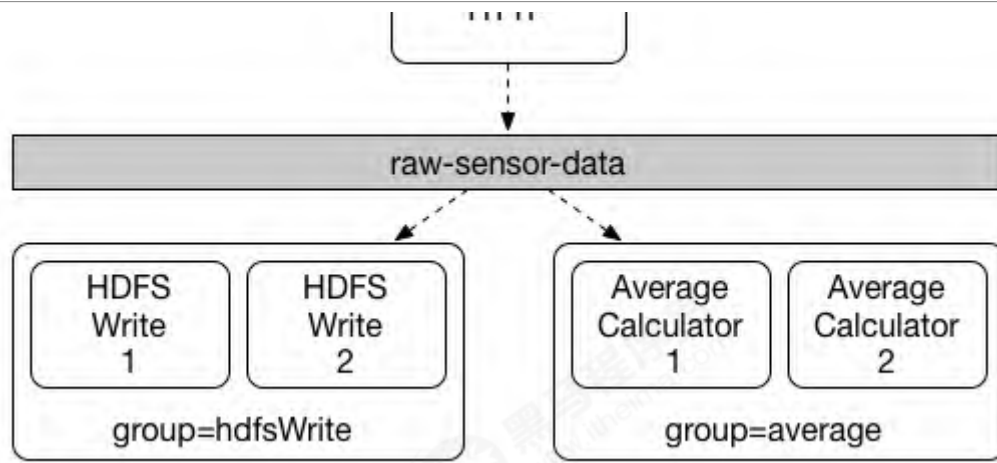 raw-sensor-data
HDFS
Write
1
HDFS
Write
2
group=hdfsWrite
Average
Calculator
1
Average
Calculator
2
group=average